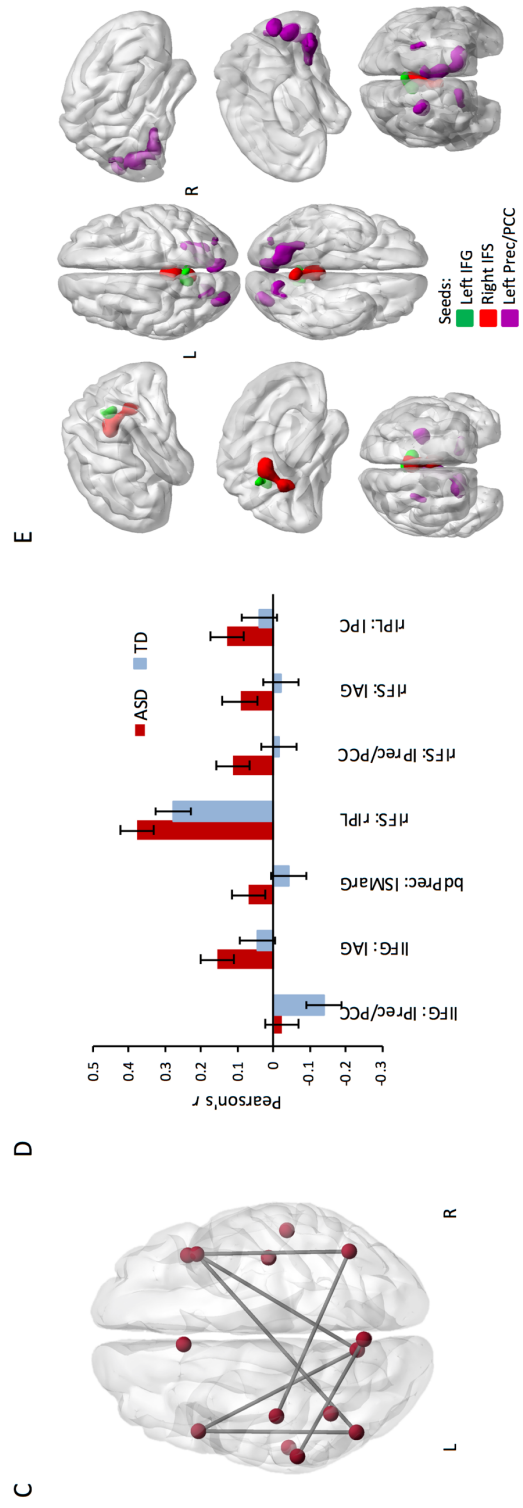 C
L
R
D
Pearson's r
0.5
0.4
0.3
0.2
0.1
0
-0.1
-0.2
-0.3
ASD
TD
lIFG: lPrec/PCC
lIFG: lAG
bdPrec: lSMarG
rIFS: rIPL
rIFS: lPrec/PCC
rIFS: lAG
rIPL: lPC
E
L
R
Seeds:
Left IFG
Right IFS
Left Prec/PCC